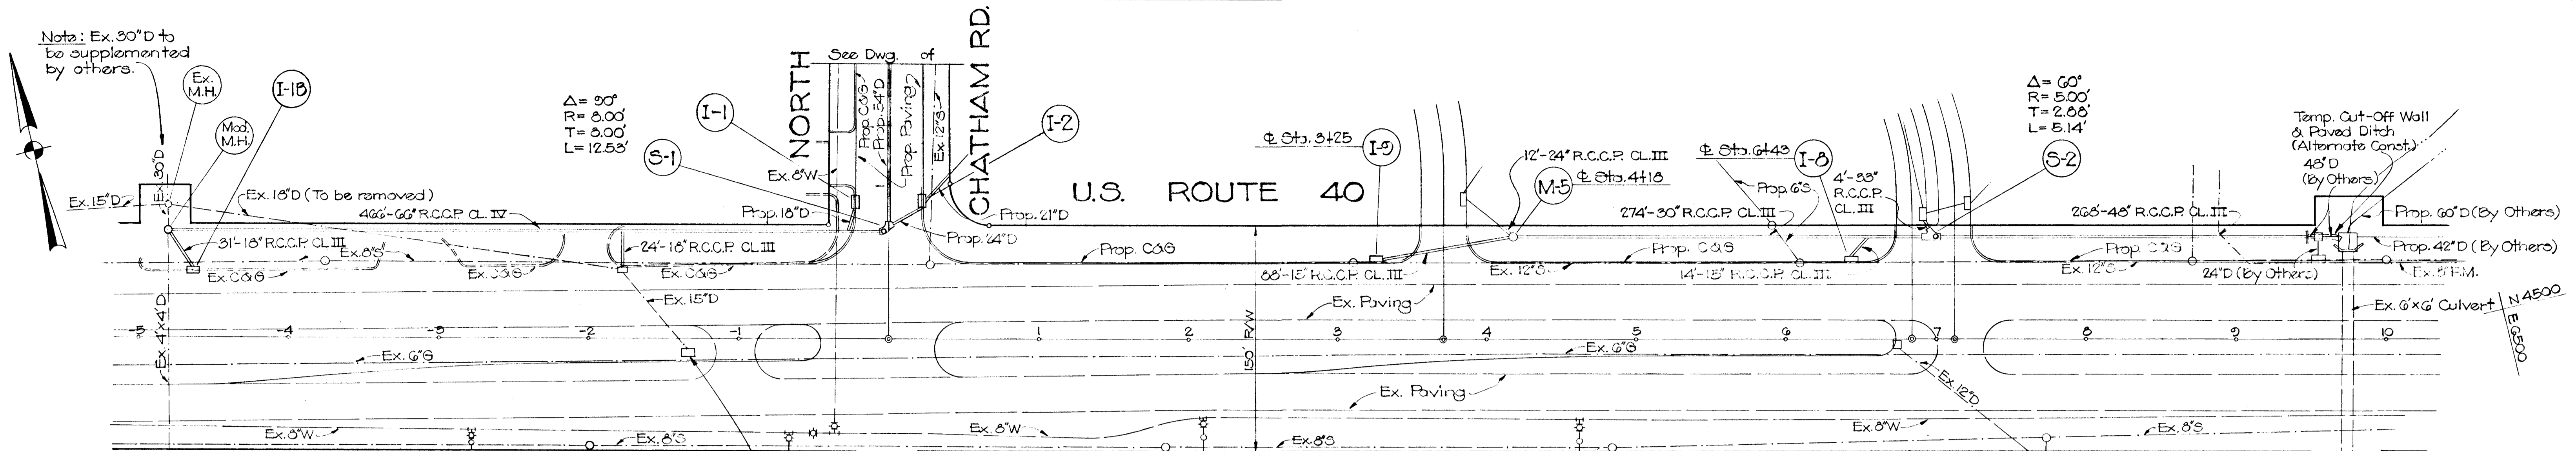 Note: Ex. 30"D to
be supplemented
by others.
Ex.
M.H.
I-1B
Mod.
M.H.
Δ= 90°
R= 8.00'
T= 8.00'
L= 12.53'
I-1
S-1
NORTH
CHATHAM RD.
See Dwg. of
Prop. C&G
Prop. 54"D
Prop. Paving
Ex. 12"S
I-2
U.S. ROUTE 40
℄ Sta. 3+25
I-9
12'-24" R.C.C.P. CL. III
M-5
℄ Sta. 4+18
℄ Sta. 6+43
I-8
Prop. 6"S
4'-33"
R.C.C.P.
CL. III
Δ= 60°
R= 5.00'
T= 2.88'
L= 5.14'
S-2
Temp. Cut-Off Wall
& Paved Ditch
(Alternate Const.)
48"D
(By Others)
Ex. 15"D
Ex. 30"D
Ex. 18"D (To be removed)
466'-66" R.C.C.P. CL. IV
Ex. 8"W
Prop. 18"D
Prop. 21"D
Prop. 24"D
274'-30" R.C.C.P. CL. III
268'-48" R.C.C.P. CL. III
Prop. 60"D (By Others)
31'-18" R.C.C.P. CL III
Ex. 8"S
24'-18" R.C.C.P. CL III
Prop. C&G
Prop. C&G
Prop. C&G
Prop. 42"D (By Others)
Ex. C&G
Ex. C&G
Ex. C&G
88'-15" R.C.C.P. CL. III
Ex. 12"S
14'-15" R.C.C.P. CL. III
Ex. 12"S
24"D (By Others)
Ex. 8" F.M.
Ex. 15"D
Ex. Paving
Ex. 6'x6' Culvert
N 4500
E 6500
Ex. 4'x4'D
-5 -4 -3 -2 -1 1 2 3 4 5 6 7 8 9 10
150' R/W
Ex. 6"G
Ex. 6"G
Ex. Paving
Ex. 12"D
Ex. 8"W
Ex. 8"S
Ex. 8"W
Ex. 8"S
Ex. 8"W
Ex. 8"S